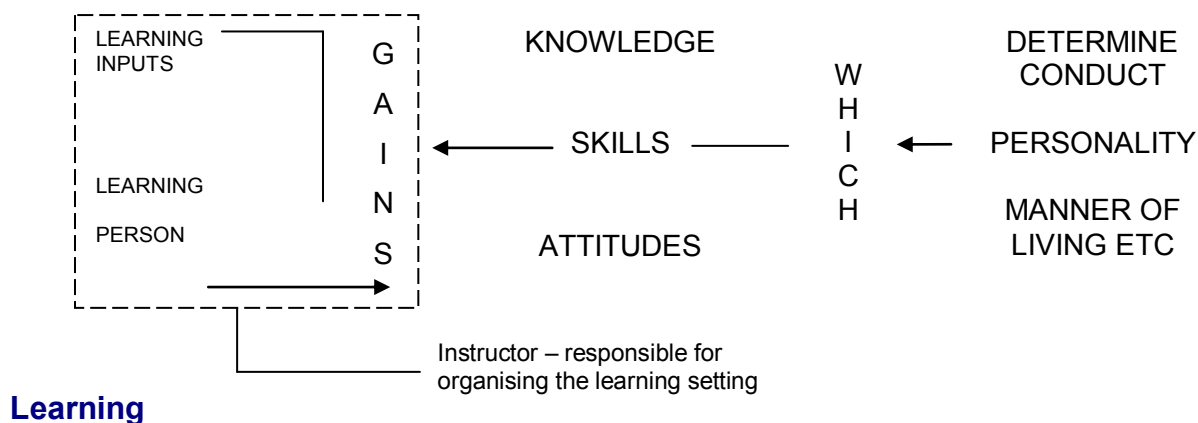 LEARNING
INPUTS
LEARNING
PERSON
G
A
I
N
S
KNOWLEDGE
SKILLS
ATTITUDES
W
H
I
C
H
DETERMINE
CONDUCT
PERSONALITY
MANNER OF
LIVING ETC
Instructor – responsible for
organising the learning setting
Learning